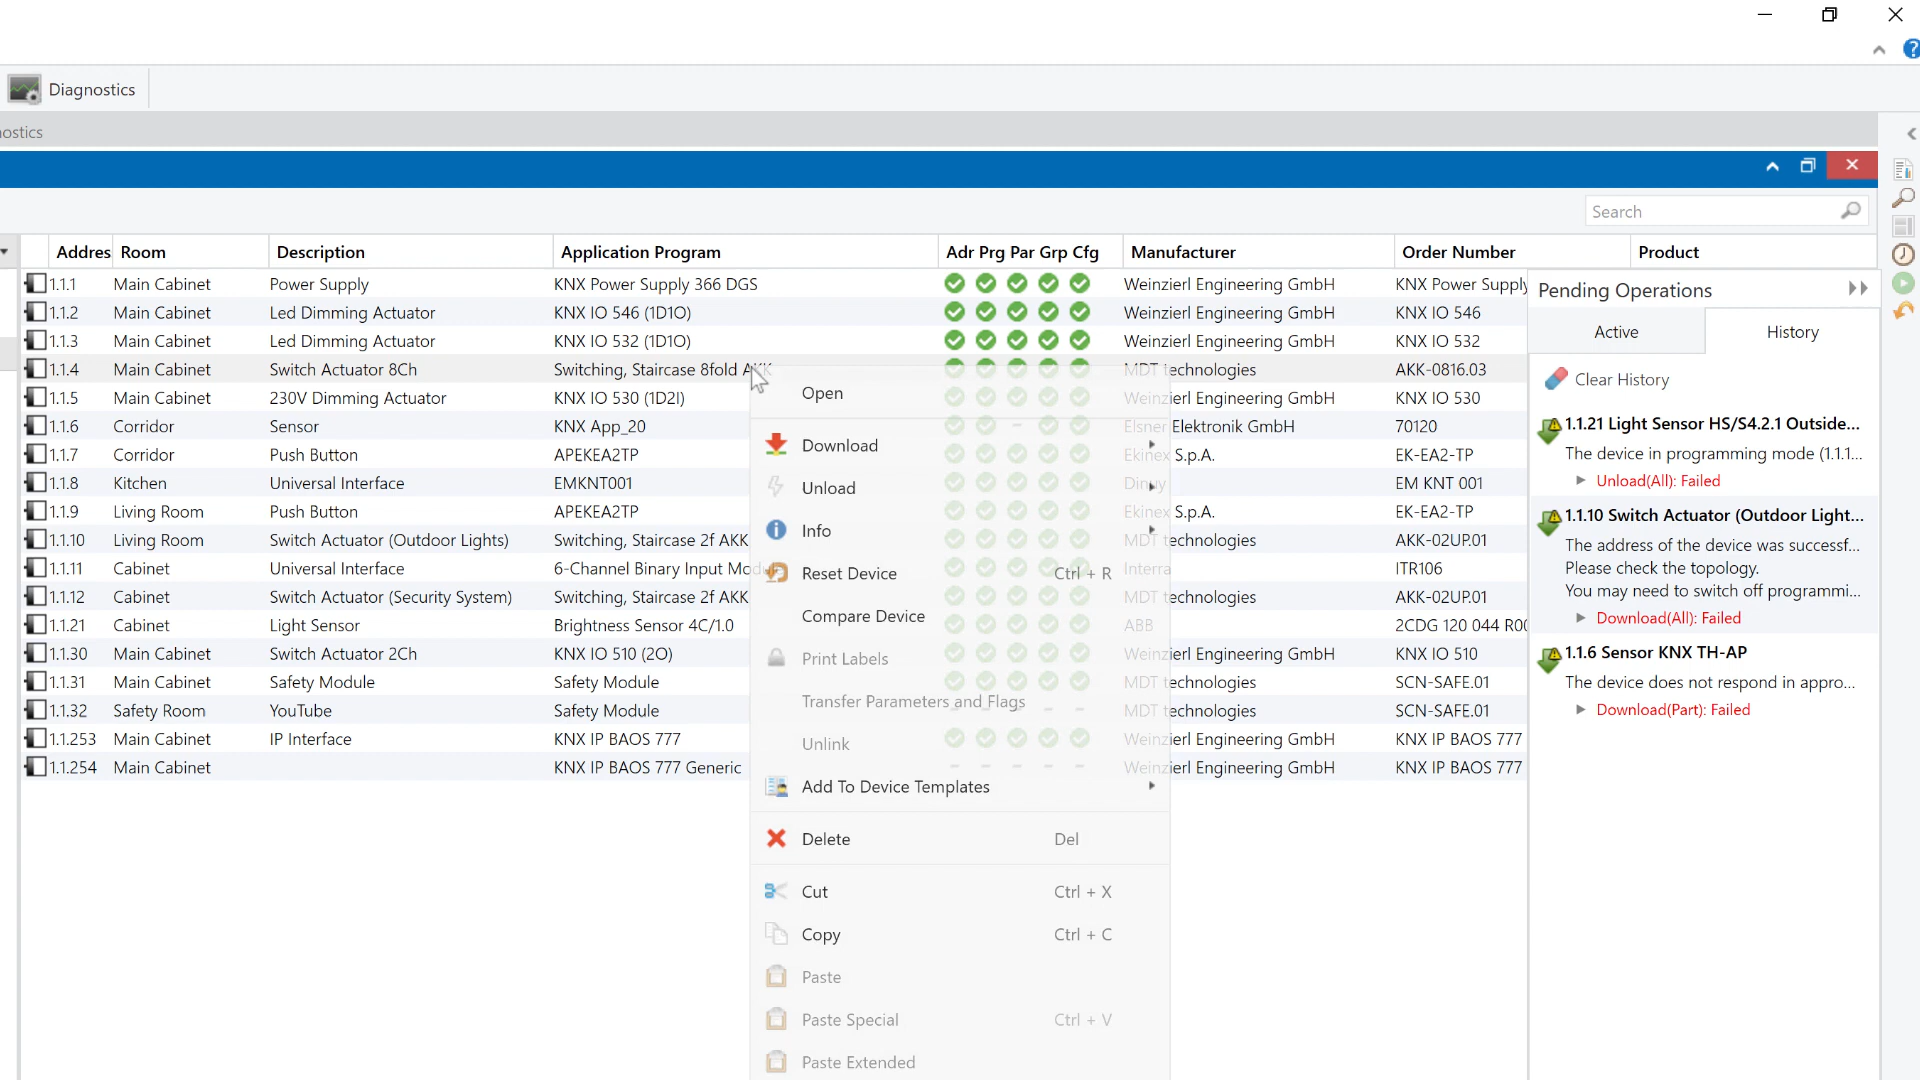 Diagnostics
ostics
Search
Addres Room Description Application Program Adr Prg Par Grp Cfg Manufacturer Order Number Product
1.1.1 Main Cabinet Power Supply KNX Power Supply 366 DGS Weinzierl Engineering GmbH KNX Power Supply
1.1.2 Main Cabinet Led Dimming Actuator KNX IO 546 (1D1O) Weinzierl Engineering GmbH KNX IO 546
1.1.3 Main Cabinet Led Dimming Actuator KNX IO 532 (1D1O) Weinzierl Engineering GmbH KNX IO 532
1.1.4 Main Cabinet Switch Actuator 8Ch Switching, Staircase 8fold AKK MDT technologies AKK-0816.03
1.1.5 Main Cabinet 230V Dimming Actuator KNX IO 530 (1D2I) Weinzierl Engineering GmbH KNX IO 530
1.1.6 Corridor Sensor KNX App_20 - Elsner Elektronik GmbH 70120
1.1.7 Corridor Push Button APEKEA2TP Ekinex S.p.A. EK-EA2-TP
1.1.8 Kitchen Universal Interface EMKNT001 Dinuy EM KNT 001
1.1.9 Living Room Push Button APEKEA2TP Ekinex S.p.A. EK-EA2-TP
1.1.10 Living Room Switch Actuator (Outdoor Lights) Switching, Staircase 2f AKK MDT technologies AKK-02UP.01
1.1.11 Cabinet Universal Interface 6-Channel Binary Input Module Interra ITR106
1.1.12 Cabinet Switch Actuator (Security System) Switching, Staircase 2f AKK MDT technologies AKK-02UP.01
1.1.21 Cabinet Light Sensor Brightness Sensor 4C/1.0 ABB 2CDG 120 044 R00
1.1.30 Main Cabinet Switch Actuator 2Ch KNX IO 510 (2O) Weinzierl Engineering GmbH KNX IO 510
1.1.31 Main Cabinet Safety Module Safety Module MDT technologies SCN-SAFE.01
1.1.32 Safety Room YouTube Safety Module - - - MDT technologies SCN-SAFE.01
1.1.253 Main Cabinet IP Interface KNX IP BAOS 777 Weinzierl Engineering GmbH KNX IP BAOS 777
1.1.254 Main Cabinet KNX IP BAOS 777 Generic - - - - - Weinzierl Engineering GmbH KNX IP BAOS 777
Open
Download
Unload
Info
Reset Device Ctrl + R
Compare Device
Print Labels
Transfer Parameters and Flags
Unlink
Add To Device Templates
Delete Del
Cut Ctrl + X
Copy Ctrl + C
Paste
Paste Special Ctrl + V
Paste Extended
Pending Operations
Active History
Clear History
1.1.21 Light Sensor HS/S4.2.1 Outside...
The device in programming mode (1.1.1...
Unload(All): Failed
1.1.10 Switch Actuator (Outdoor Light...
The address of the device was successf...
Please check the topology.
You may need to switch off programmi...
Download(All): Failed
1.1.6 Sensor KNX TH-AP
The device does not respond in appro...
Download(Part): Failed